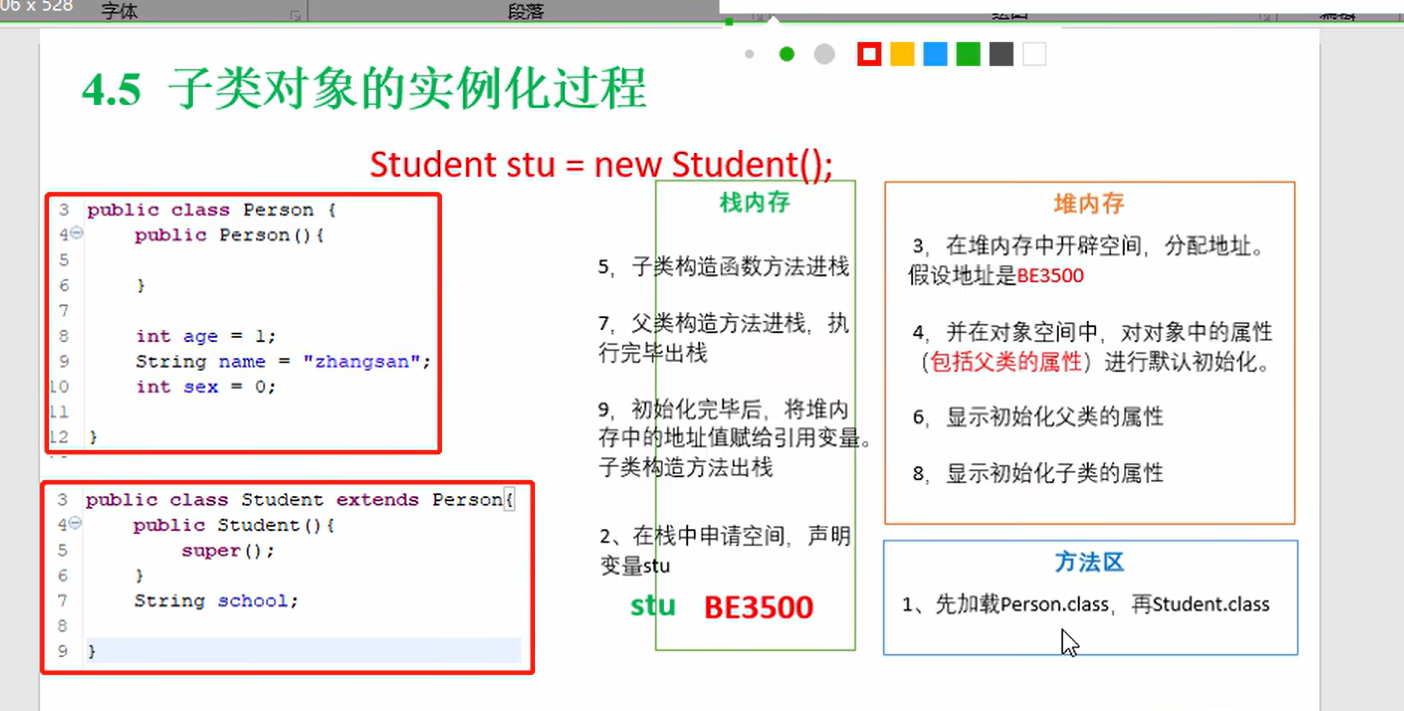 06 x 528
字体
段落
4.5 子类对象的实例化过程
Student stu = new Student();
3 public class Person {
4 public Person(){
5
6 }
7
8 int age = 1;
9 String name = "zhangsan";
10 int sex = 0;
11
12 }
3 public class Student extends Person{
4 public Student(){
5 super();
6 }
7 String school;
8
9 }
栈内存
5，子类构造函数方法进栈
7，父类构造方法进栈，执
行完毕出栈
9，初始化完毕后，将堆内
存中的地址值赋给引用变量。
子类构造方法出栈
2、在栈中申请空间，声明
变量stu
stu BE3500
堆内存
3，在堆内存中开辟空间，分配地址。
假设地址是BE3500
4，并在对象空间中，对对象中的属性
（包括父类的属性）进行默认初始化。
6，显示初始化父类的属性
8，显示初始化子类的属性
方法区
1、先加载Person.class，再Student.class